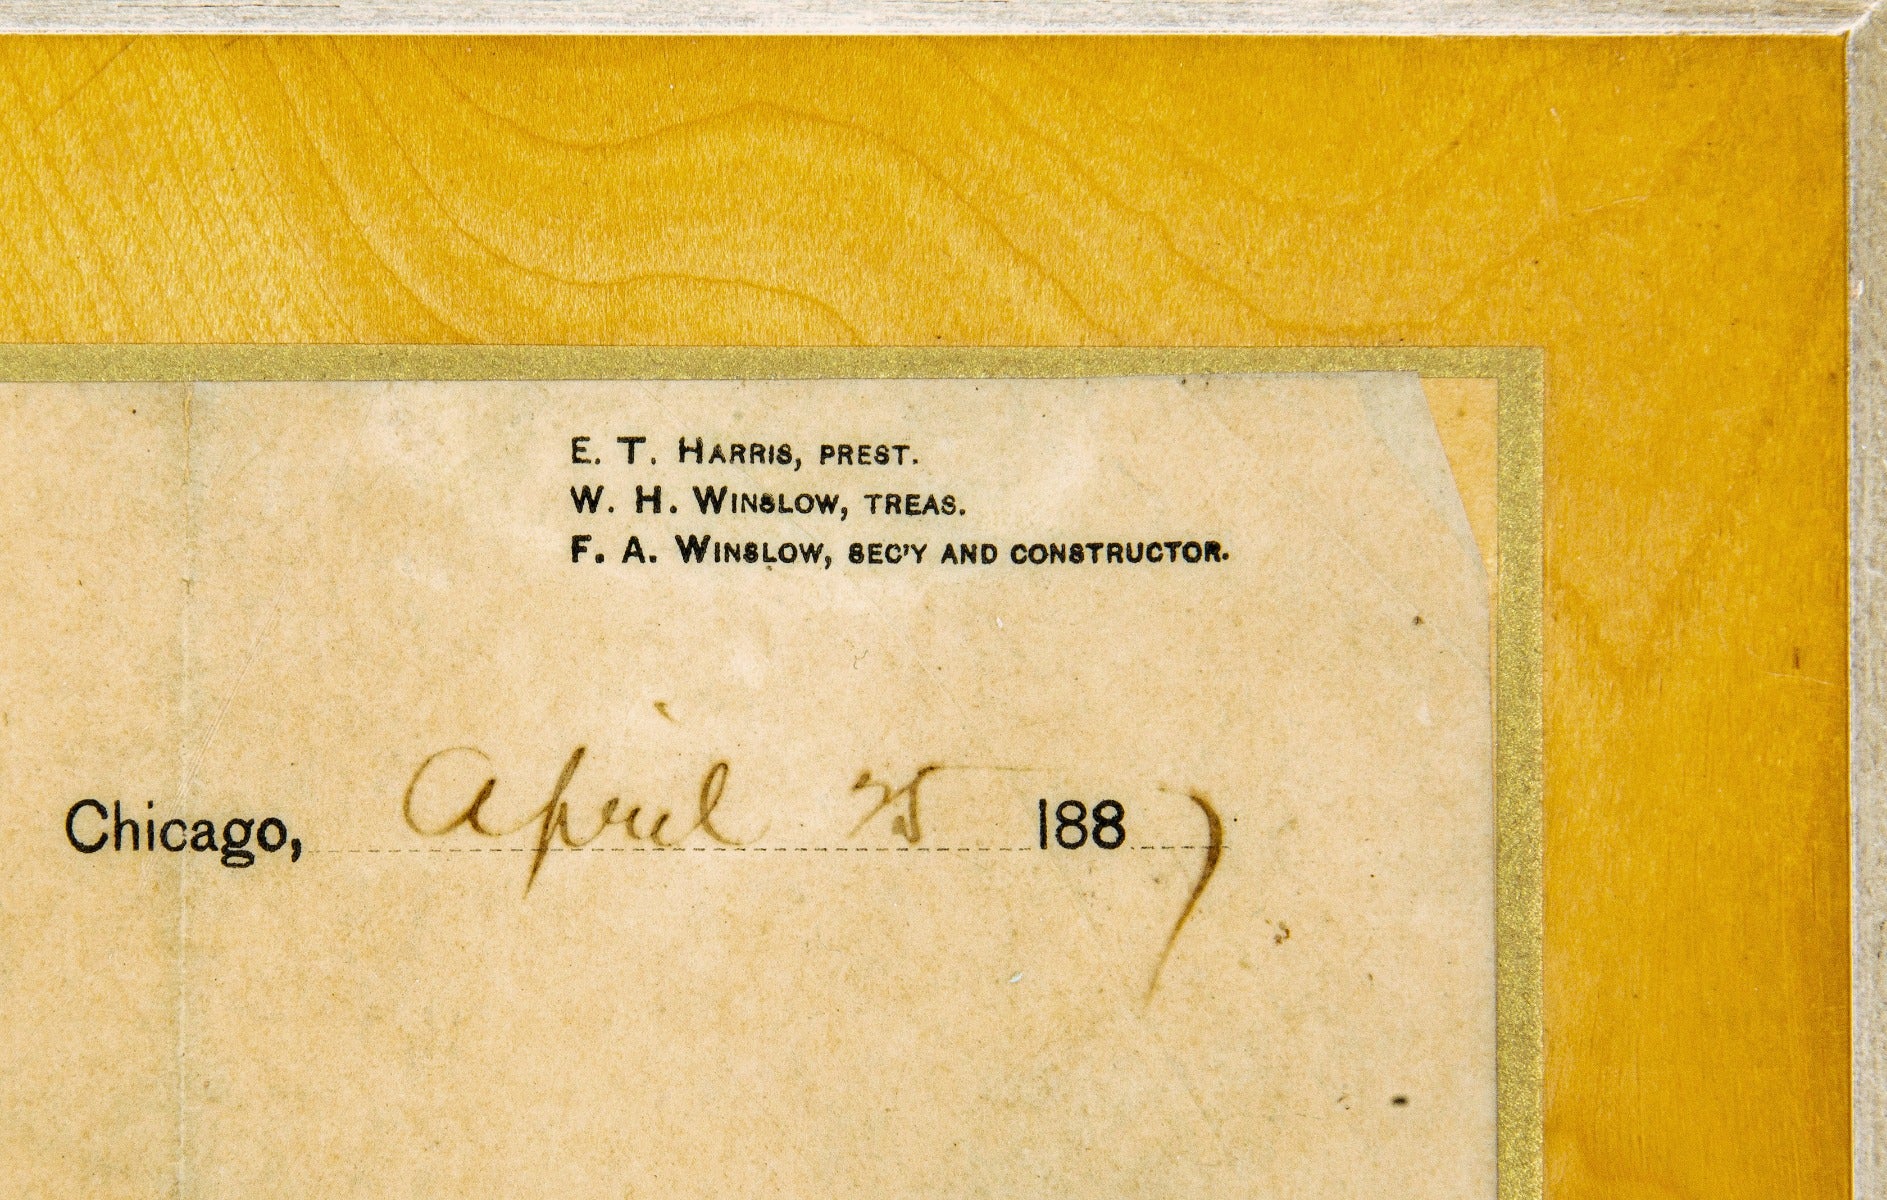 E. T. HARRIS, PREST.
W. H. WINSLOW, TREAS.
F. A. WINSLOW, SEC'Y AND CONSTRUCTOR.
Chicago, April 25 1887